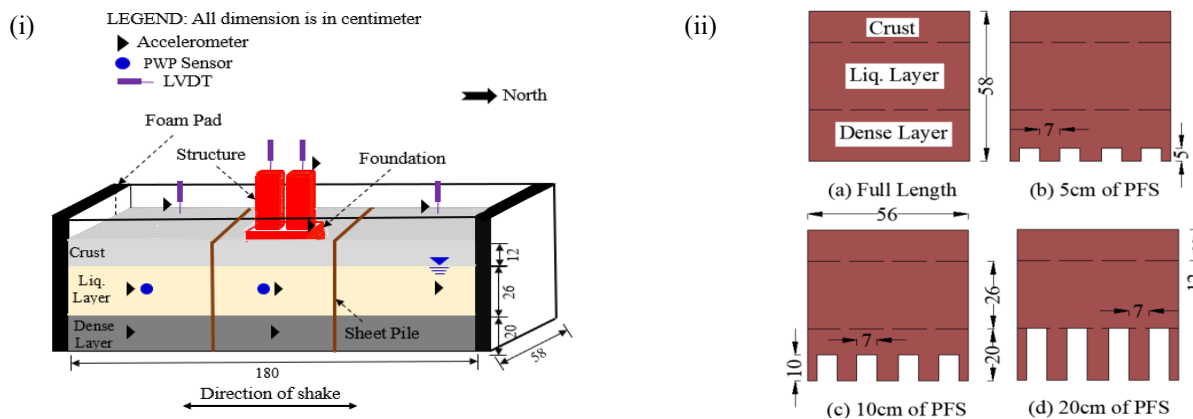 (i)
LEGEND: All dimension is in centimeter
Accelerometer
PWP Sensor
LVDT
North
Foam Pad
Structure
Foundation
Crust
Liq.
Layer
Dense
Layer
Sheet Pile
12
26
20
58
180
Direction of shake
(ii)
Crust
Liq. Layer
Dense Layer
58
7
5
(a) Full Length
(b) 5cm of PFS
56
7
10
26
20
7
12
(c) 10cm of PFS
(d) 20cm of PFS